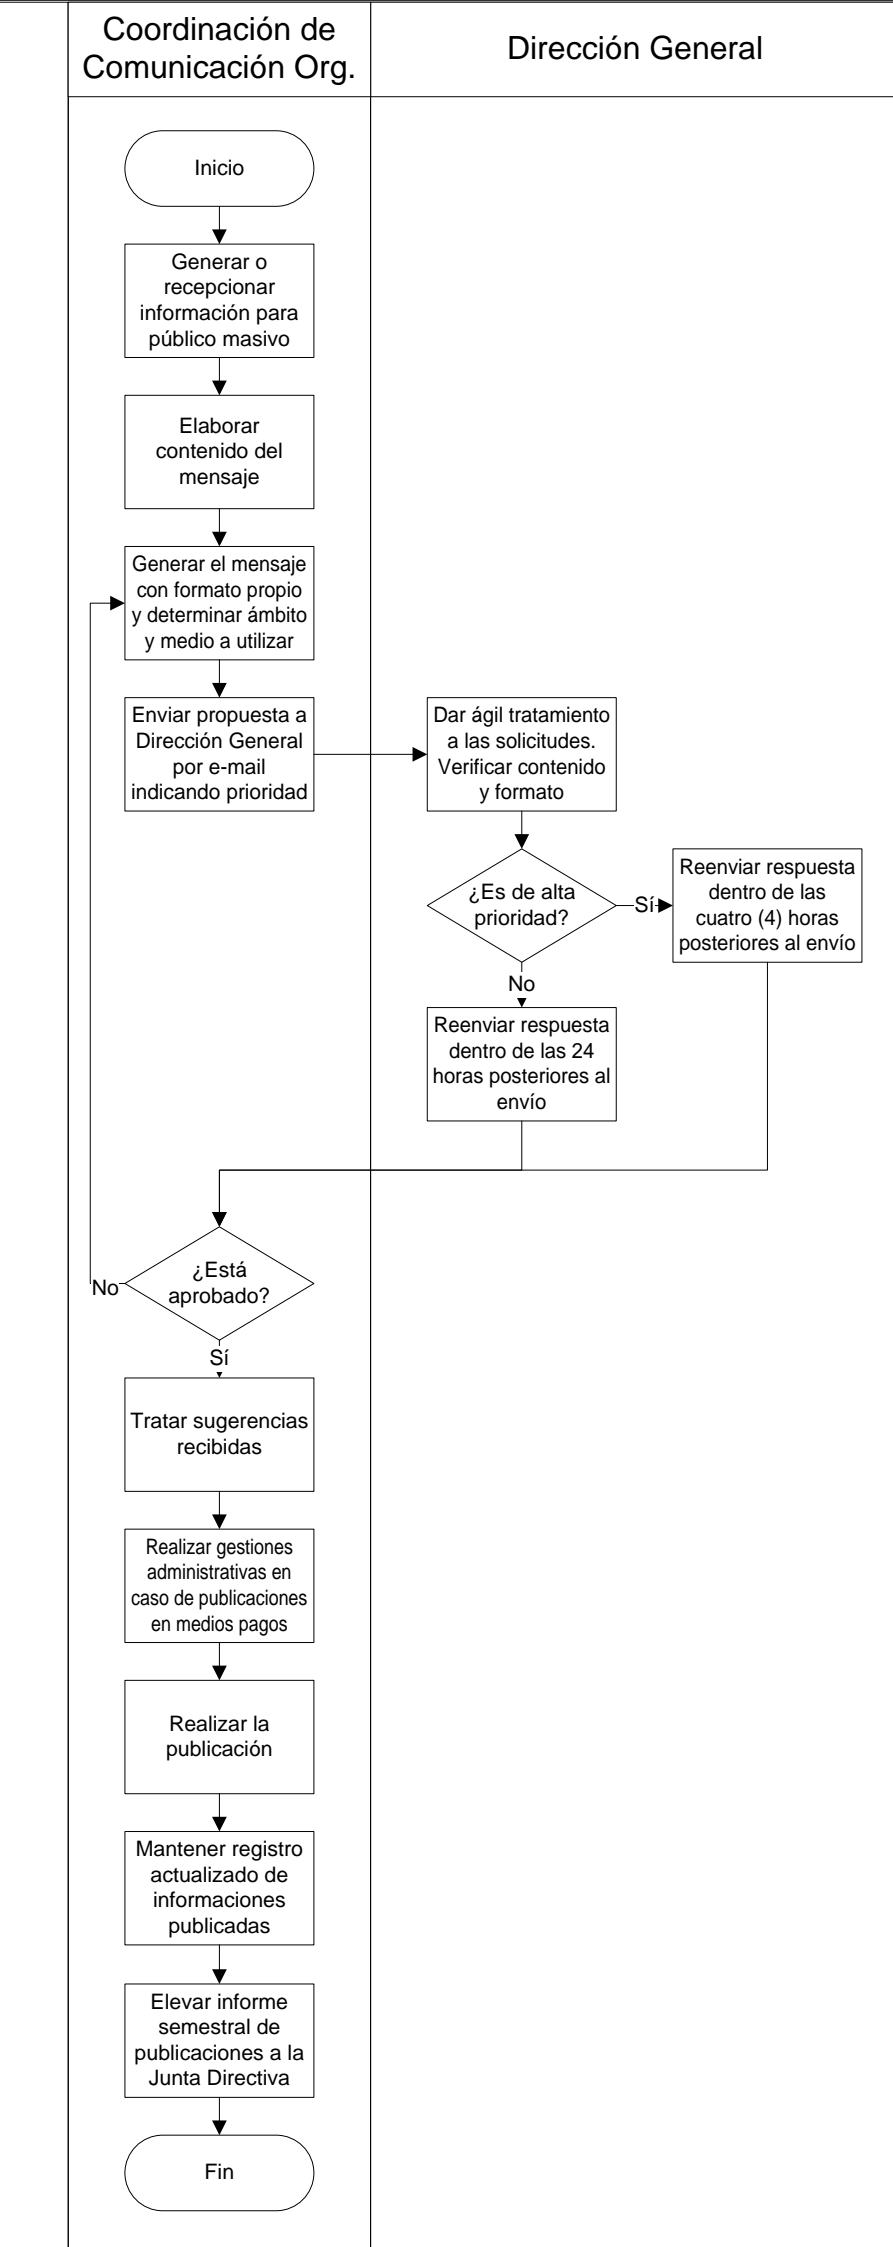 Coordinación de
Comunicación Org.
Dirección General
Inicio
Generar o
recepcionar
información para
público masivo
Elaborar
contenido del
mensaje
Generar el mensaje
con formato propio
y determinar ámbito
y medio a utilizar
Enviar propuesta a
Dirección General
por e-mail
indicando prioridad
Dar ágil tratamiento
a las solicitudes.
Verificar contenido
y formato
¿Es de alta
prioridad?
Sí
Reenviar respuesta
dentro de las
cuatro (4) horas
posteriores al envío
No
Reenviar respuesta
dentro de las 24
horas posteriores al
envío
¿Está
aprobado?
No
Sí
Tratar sugerencias
recibidas
Realizar gestiones
administrativas en
caso de publicaciones
en medios pagos
Realizar la
publicación
Mantener registro
actualizado de
informaciones
publicadas
Elevar informe
semestral de
publicaciones a la
Junta Directiva
Fin